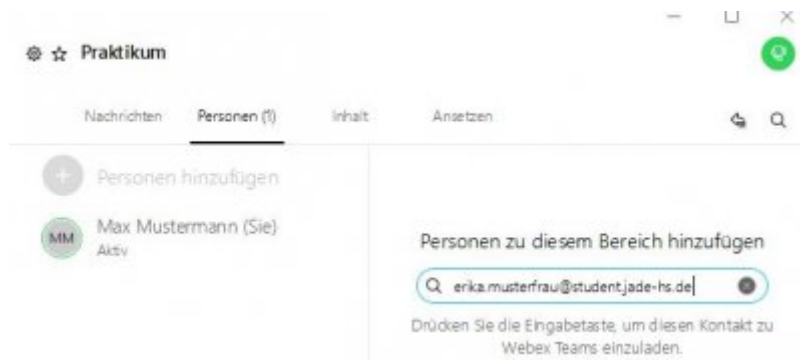 Praktikum
Nachrichten Personen (1) Inhalt Ansetzen
Personen hinzufügen
MM Max Mustermann (Sie)
Aktiv
Personen zu diesem Bereich hinzufügen
erika.musterfrau@student.jade-hs.de
Drücken Sie die Eingabetaste, um diesen Kontakt zu
Webex Teams einzuladen.